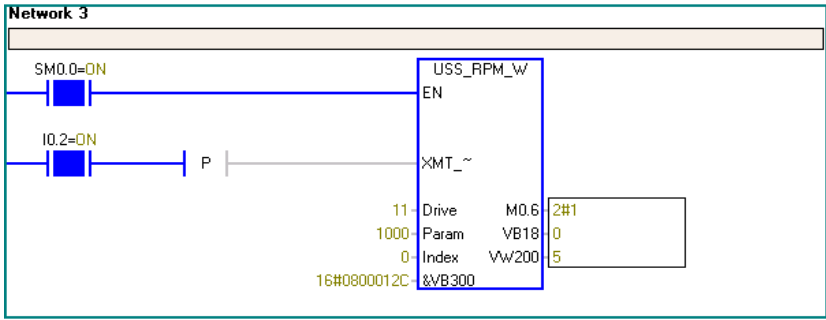 Network 3
SM0.0=ON
USS_RPM_W
EN
I0.2=ON
P
XMT_~
11 Drive M0.6 2#1
1000 Param VB18 0
0 Index VW200 5
16#0800012C &VB300